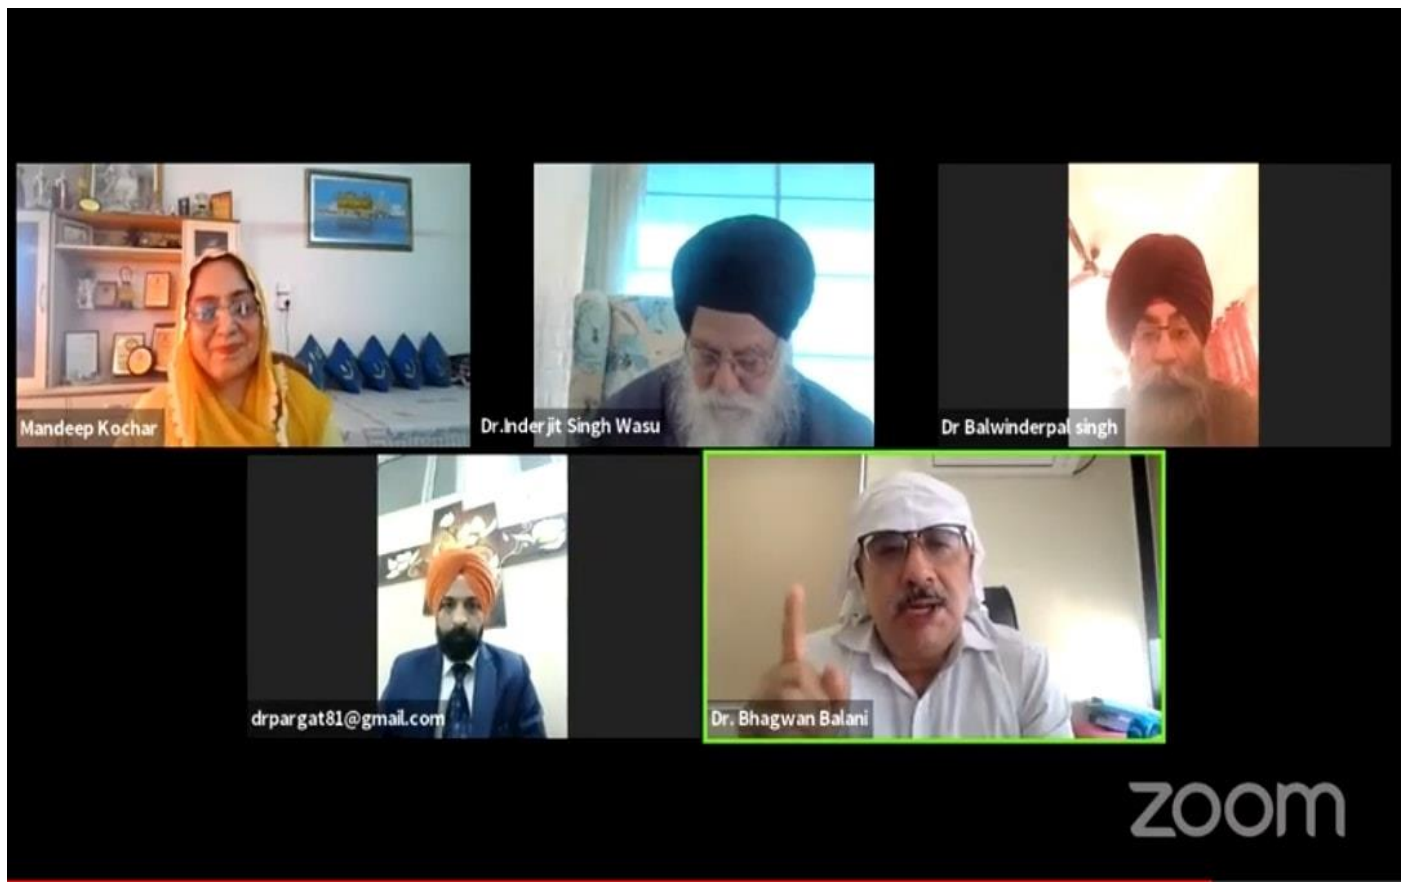 Mandeep Kochar
Dr.Inderjit Singh Wasu
Dr Balwinderpal singh
drpargat81@gmail.com
Dr. Bhagwan Balani
zoom